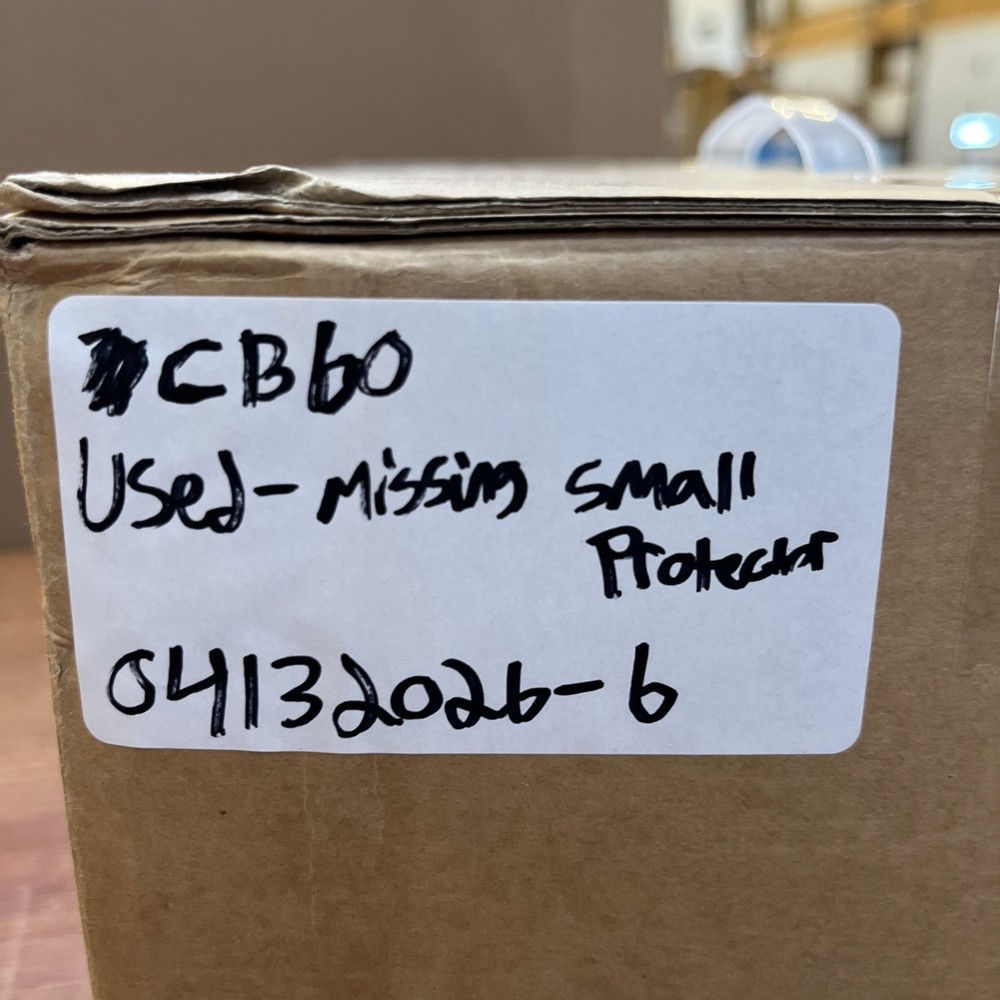 CB60
Used - Missing small
Protector
04132026-6